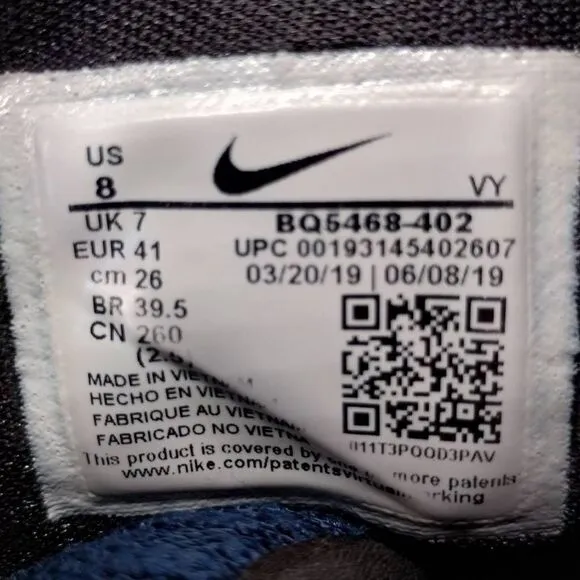 US
8
VY
UK 7
BQ5468-402
EUR 41
UPC 00193145402607
cm 26
03/20/19 | 06/08/19
BR 39.5
CN 260
MADE IN
HECHO EN
FABRIQUE AU
FABRICADO NO
011T3POOD3PAV
This product is covered by more patents
www.nike.com/